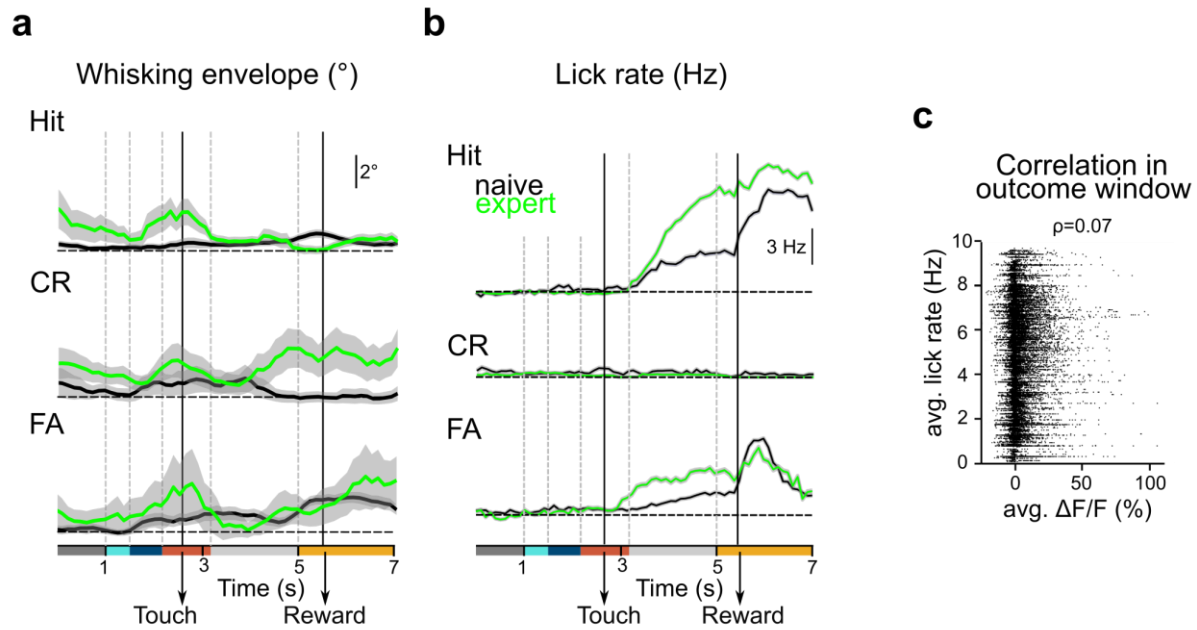 a
Whisking envelope (°)
Hit
2°
CR
FA
1
3
5
7
Time (s)
Touch
Reward
b
Lick rate (Hz)
Hit
naive
expert
3 Hz
CR
FA
1
3
5
7
Time (s)
Touch
Reward
c
Correlation in
outcome window
ρ=0.07
10
8
6
4
2
0
avg. lick rate (Hz)
0
50
100
avg. ΔF/F (%)